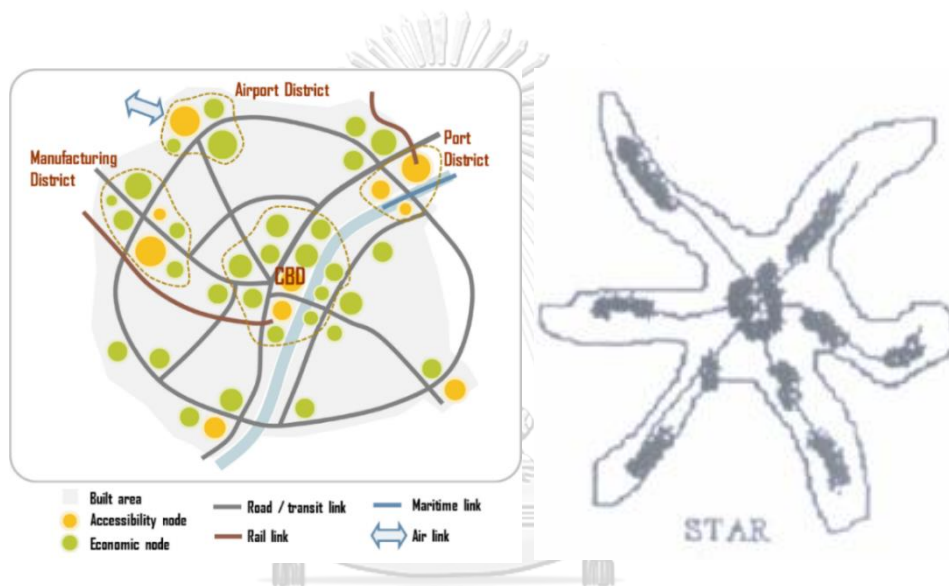 Airport District
Port
District
Manufacturing
District
CBD
Built area
Accessibility node
Economic node
Road / transit link
Rail link
Maritime link
Air link
STAR